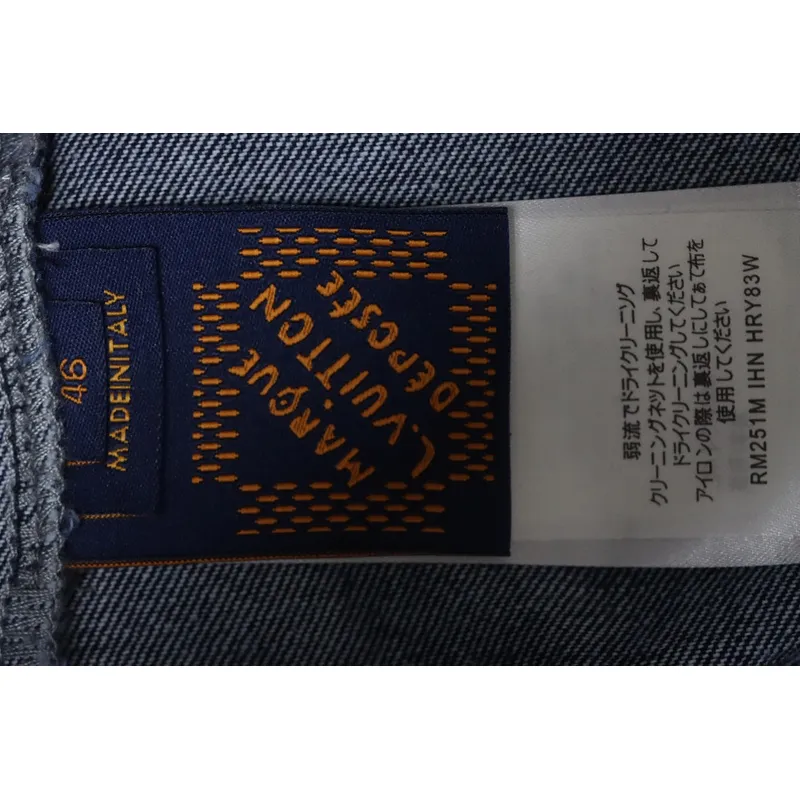 46
MADEINITALY
MARQUE
L.VUITTON
DÉPOSÉE
弱流でドライクリーニング
クリーニングネットを使用し、裏返して
ドライクリーニングしてください
アイロンの際は裏返しにしてあて布を
使用してください
RM251M IHN HRY83W